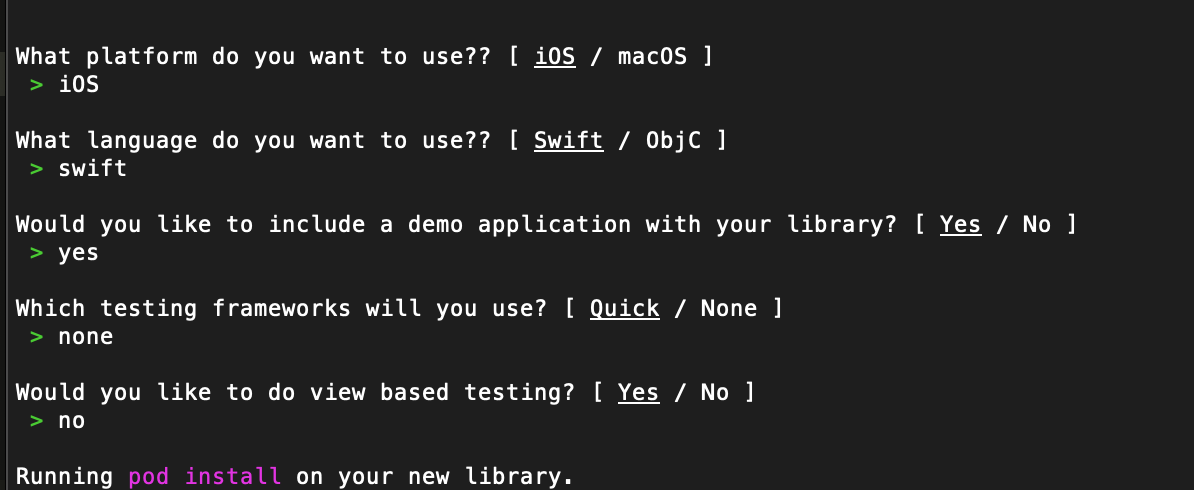 What platform do you want to use?? [ iOS / macOS ]
> iOS
What language do you want to use?? [ Swift / ObjC ]
> swift
Would you like to include a demo application with your library? [ Yes / No ]
> yes
Which testing frameworks will you use? [ Quick / None ]
> none
Would you like to do view based testing? [ Yes / No ]
> no
Running pod install on your new library.